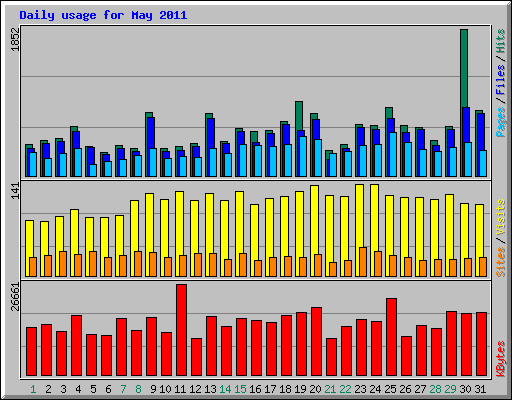 Daily usage for May 2011
1852
Pages / Files / Hits
141
Sites / Visits
26661
KBytes
1 2 3 4 5 6 7 8 9 10 11 12 13 14 15 16 17 18 19 20 21 22 23 24 25 26 27 28 29 30 31